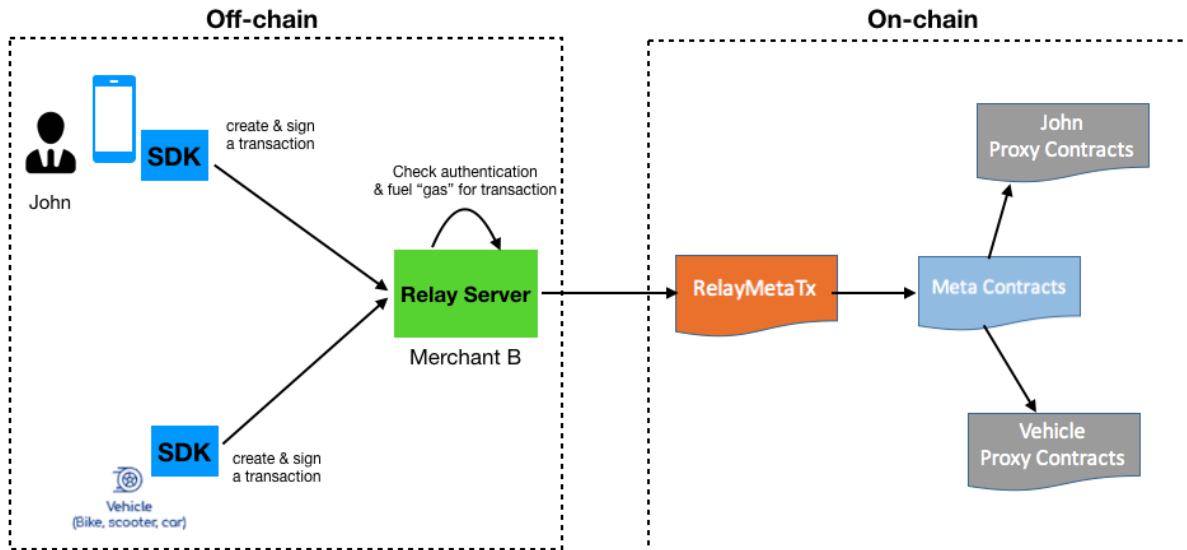 Off-chain
On-chain
create & sign
a transaction
SDK
John
Check authentication
& fuel “gas” for transaction
Relay Server
Merchant B
SDK
create & sign
a transaction
Vehicle
(Bike, scooter, car)
John
Proxy Contracts
RelayMetaTx
Meta Contracts
Vehicle
Proxy Contracts